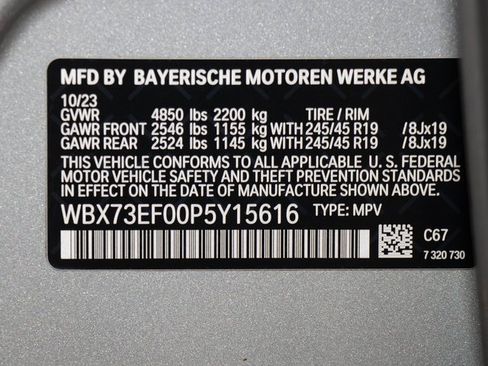 MFD BY BAYERISCHE MOTOREN WERKE AG
10/23
GVWR 4850 lbs 2200 kg TIRE / RIM
GAWR FRONT 2546 lbs 1155 kg WITH 245/45 R19 /8Jx19
GAWR REAR 2524 lbs 1145 kg WITH 245/45 R19 /8Jx19
THIS VEHICLE CONFORMS TO ALL APPLICABLE U. S. FEDERAL
MOTOR VEHICLE SAFETY AND THEFT PREVENTION STANDARDS
IN EFFECT ON THE DATE OF MANUFACTURE SHOWN ABOVE.
WBX73EF00P5Y15616 TYPE: MPV
C67
7 320 730